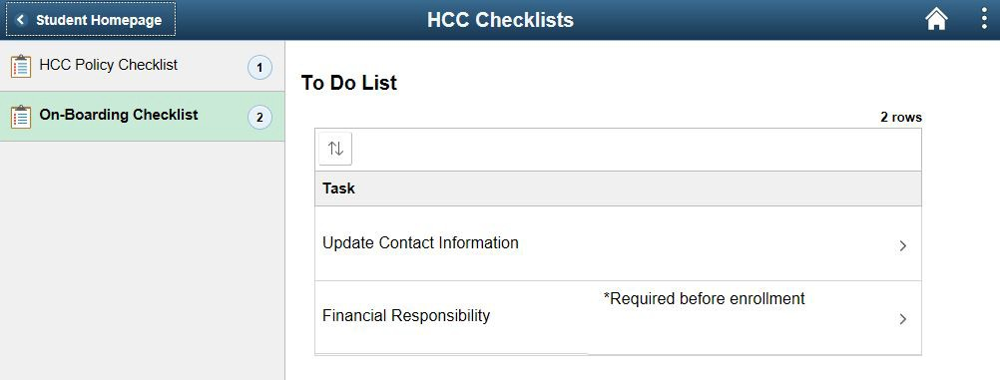 Student Homepage
HCC Checklists
HCC Policy Checklist 1
On-Boarding Checklist 2
To Do List
2 rows
Task
Update Contact Information
*Required before enrollment
Financial Responsibility